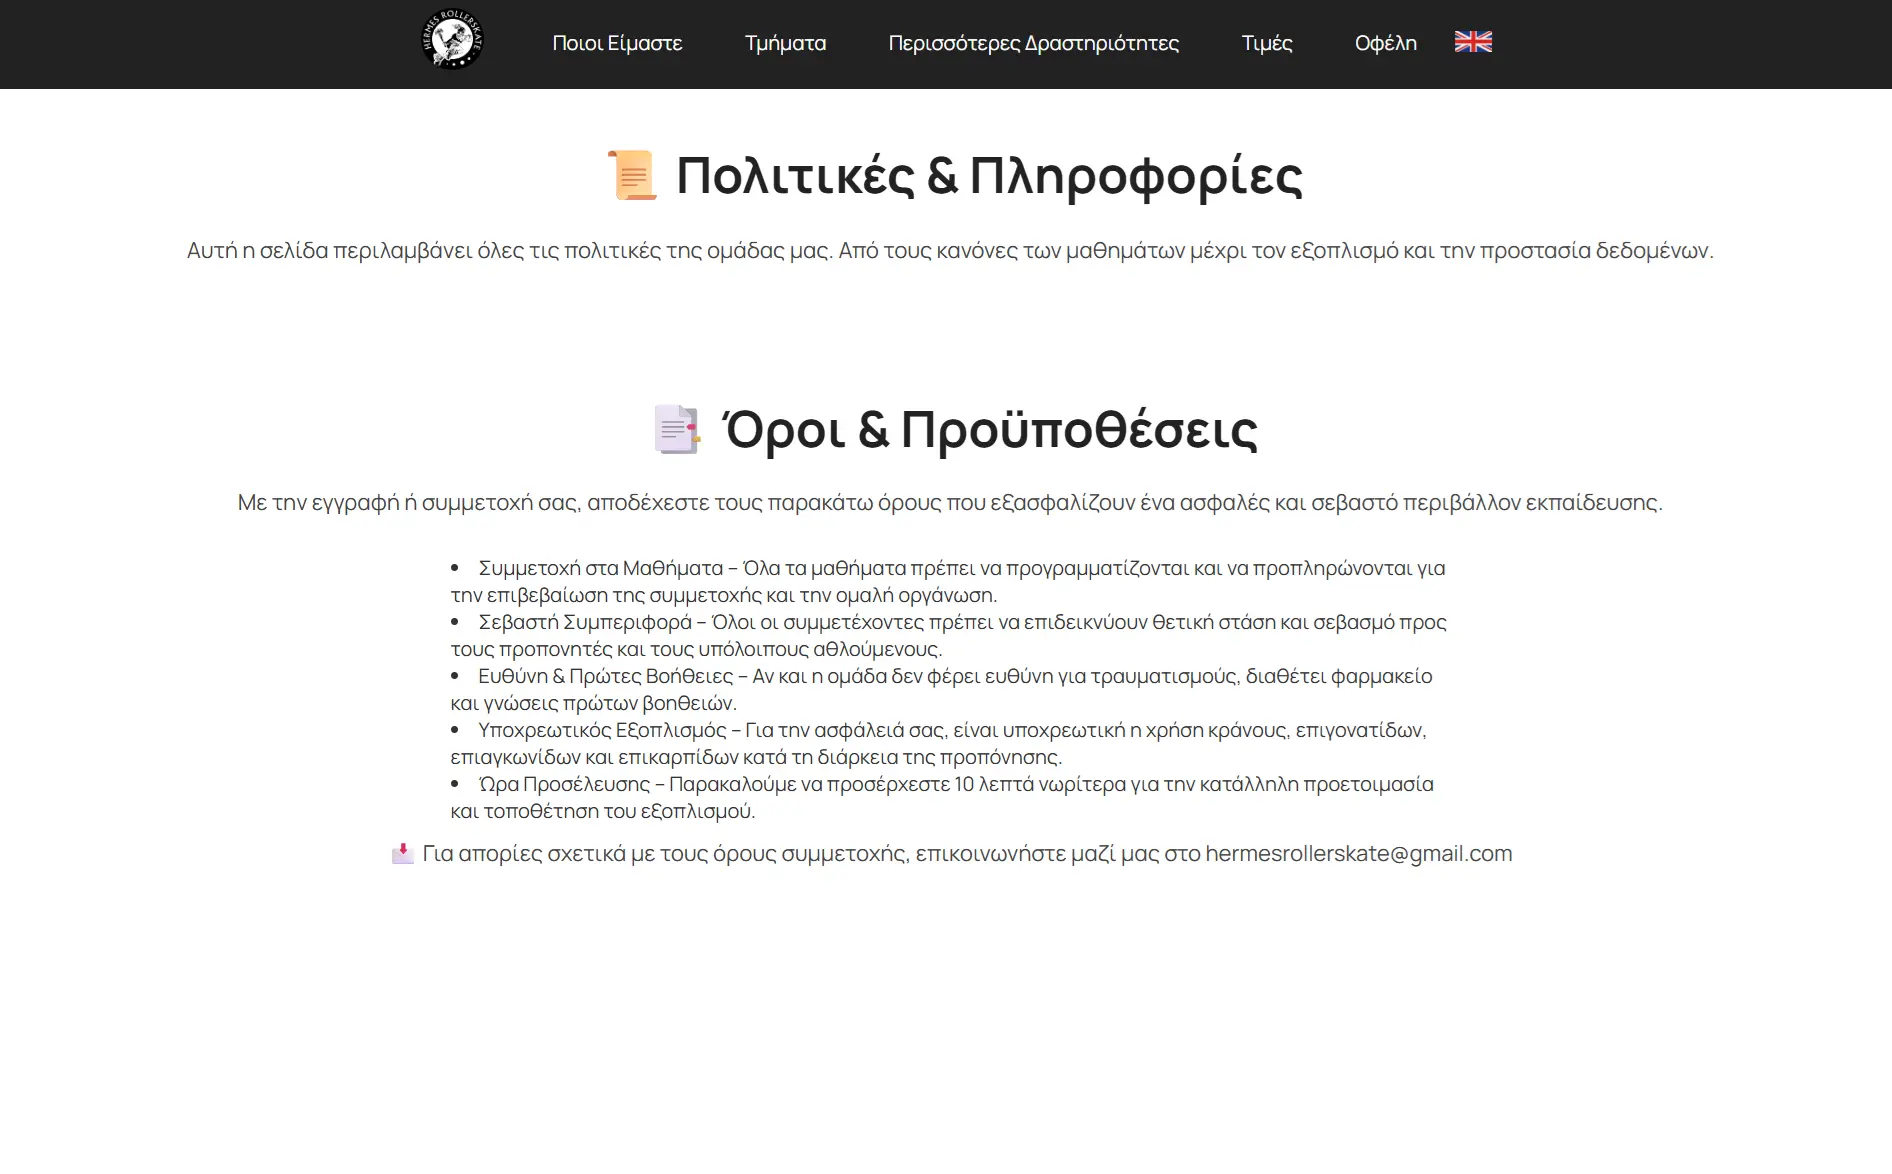 HERMES ROLLERSKATE
Ποιοι Είμαστε Τμήματα Περισσότερες Δραστηριότητες Τιμές Οφέλη
📜 Πολιτικές & Πληροφορίες
Αυτή η σελίδα περιλαμβάνει όλες τις πολιτικές της ομάδας μας. Από τους κανόνες των μαθημάτων μέχρι τον εξοπλισμό και την προστασία δεδομένων.
📑 Όροι & Προϋποθέσεις
Με την εγγραφή ή συμμετοχή σας, αποδέχεστε τους παρακάτω όρους που εξασφαλίζουν ένα ασφαλές και σεβαστό περιβάλλον εκπαίδευσης.
• Συμμετοχή στα Μαθήματα – Όλα τα μαθήματα πρέπει να προγραμματίζονται και να προπληρώνονται για
την επιβεβαίωση της συμμετοχής και την ομαλή οργάνωση.
• Σεβαστή Συμπεριφορά – Όλοι οι συμμετέχοντες πρέπει να επιδεικνύουν θετική στάση και σεβασμό προς
τους προπονητές και τους υπόλοιπους αθλούμενους.
• Ευθύνη & Πρώτες Βοήθειες – Αν και η ομάδα δεν φέρει ευθύνη για τραυματισμούς, διαθέτει φαρμακείο
και γνώσεις πρώτων βοηθειών.
• Υποχρεωτικός Εξοπλισμός – Για την ασφάλειά σας, είναι υποχρεωτική η χρήση κράνους, επιγονατίδων,
επιαγκωνίδων και επικαρπίδων κατά τη διάρκεια της προπόνησης.
• Ώρα Προσέλευσης – Παρακαλούμε να προσέρχεστε 10 λεπτά νωρίτερα για την κατάλληλη προετοιμασία
και τοποθέτηση του εξοπλισμού.
📩 Για απορίες σχετικά με τους όρους συμμετοχής, επικοινωνήστε μαζί μας στο hermesrollerskate@gmail.com